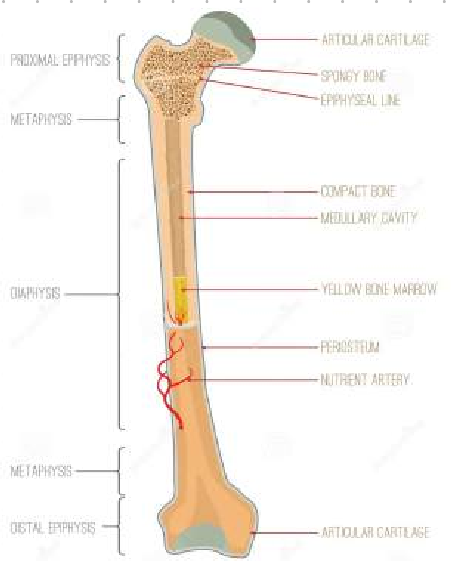 ARTICULAR CARTILAGE
PROXIMAL EPIPHYSIS
SPONGY BONE
EPIPHYSEAL LINE
METAPHYSIS
COMPACT BONE
MEDULLARY CAVITY
DIAPHYSIS
YELLOW BONE MARROW
PERIOSTEUM
NUTRIENT ARTERY
METAPHYSIS
DISTAL EPIPHYSIS
ARTICULAR CARTILAGE